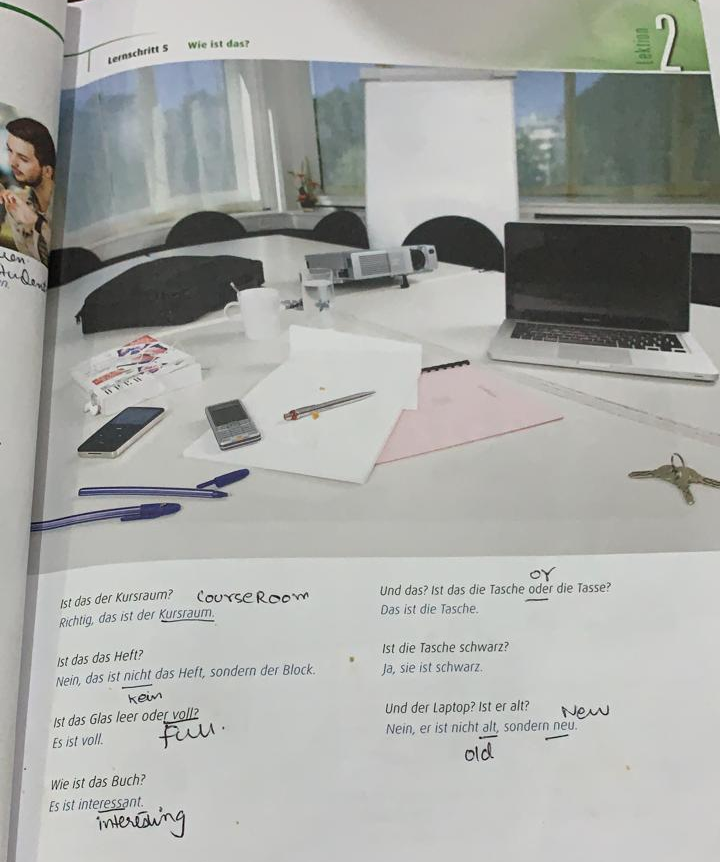 Lernschritt 5 Wie ist das?
Lektion 2
Ist das der Kursraum? Course Room
Richtig, das ist der Kursraum.
Ist das das Heft?
Nein, das ist nicht das Heft, sondern der Block.
Kein
Ist das Glas leer oder voll?
Es ist voll. Full.
Wie ist das Buch?
Es ist interessant.
intereding
or
Und das? Ist das die Tasche oder die Tasse?
Das ist die Tasche.
Ist die Tasche schwarz?
Ja, sie ist schwarz.
Und der Laptop? Ist er alt? New
Nein, er ist nicht alt, sondern neu.
old